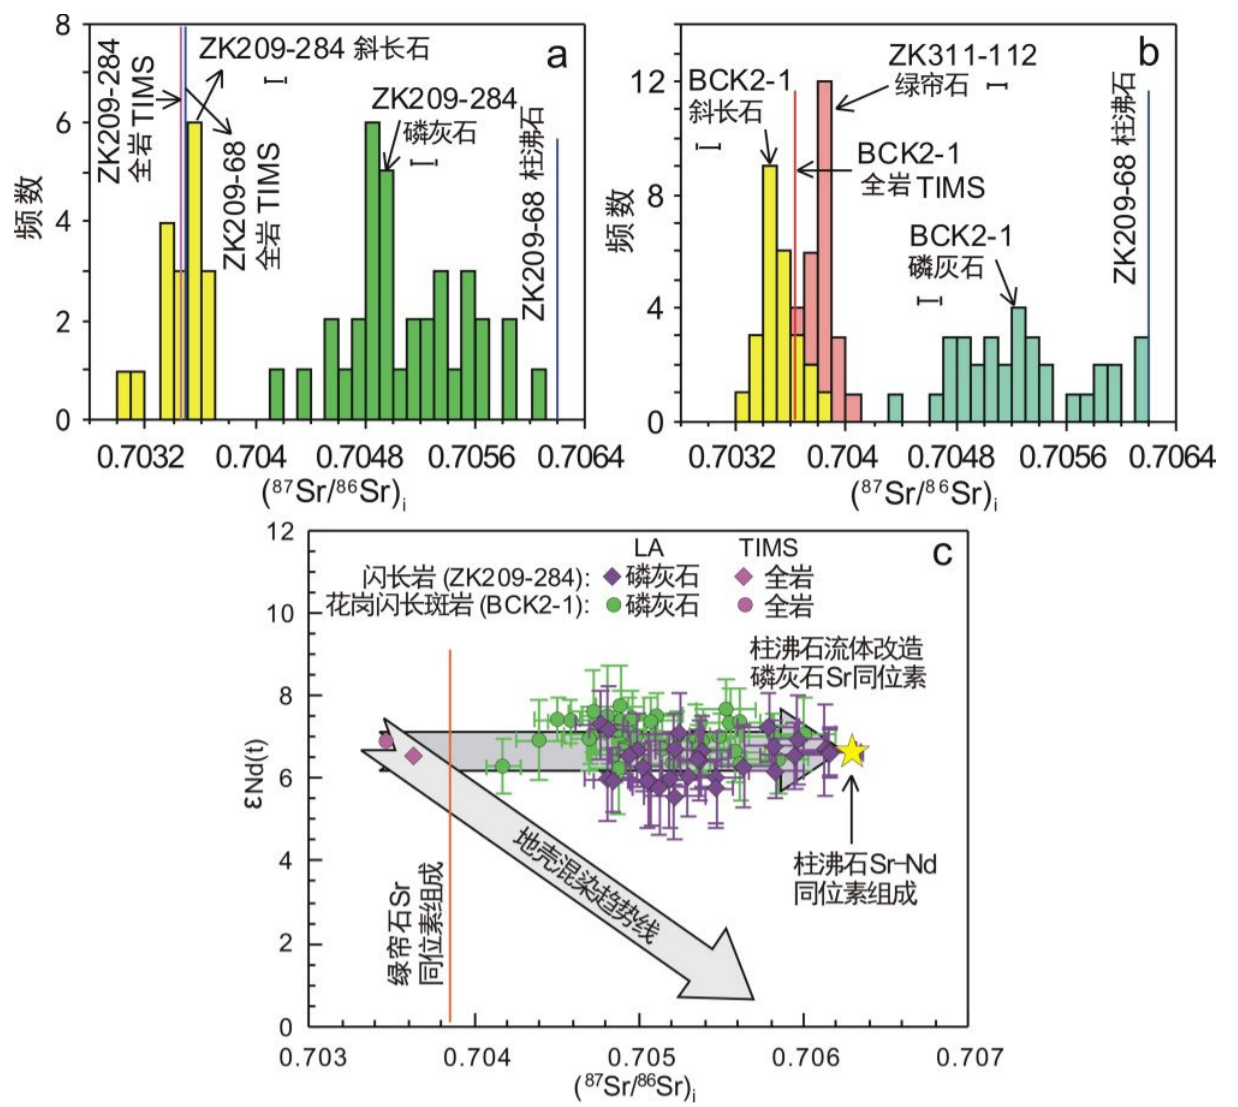 a
8
6
4
2
0
频数
ZK209-284
全岩 TIMS
ZK209-284 斜长石
ZK209-68
全岩 TIMS
ZK209-284
磷灰石
ZK209-68 柱沸石
0.7032 0.704 0.7048 0.7056 0.7064
(⁸⁷Sr/⁸⁶Sr)ᵢ
b
12
8
4
0
频数
BCK2-1
斜长石
ZK311-112
绿帘石
BCK2-1
全岩 TIMS
BCK2-1
磷灰石
ZK209-68 柱沸石
0.7032 0.704 0.7048 0.7056 0.7064
(⁸⁷Sr/⁸⁶Sr)ᵢ
c
12
10
8
6
4
2
0
εNd(t)
LA TIMS
闪长岩 (ZK209-284): 磷灰石 全岩
花岗闪长斑岩 (BCK2-1): 磷灰石 全岩
柱沸石流体改造
磷灰石Sr同位素
地壳混染趋势线
绿帘石Sr
同位素组成
柱沸石Sr-Nd
同位素组成
0.703 0.704 0.705 0.706 0.707
(⁸⁷Sr/⁸⁶Sr)ᵢ